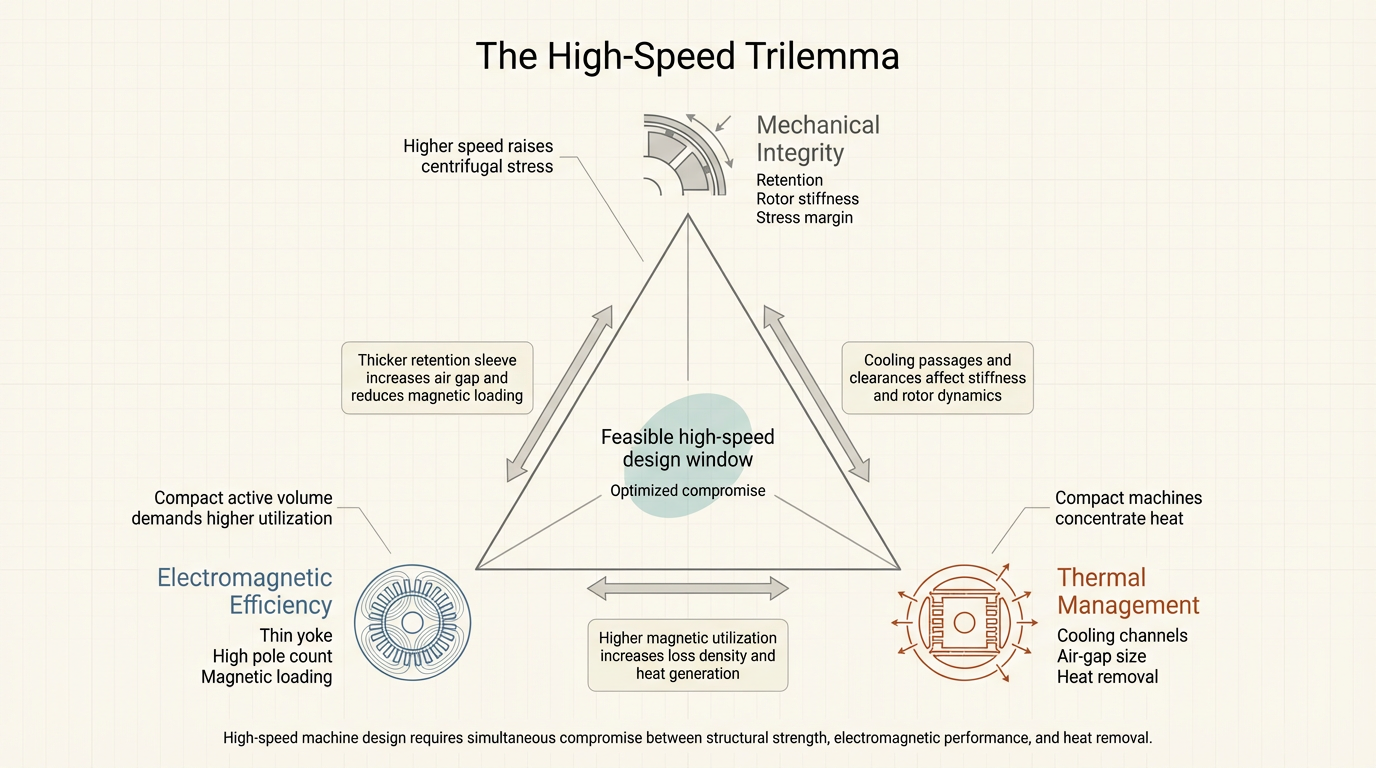 The High-Speed Trilemma
Higher speed raises
centrifugal stress
Mechanical
Integrity
Retention
Rotor stiffness
Stress margin
Thicker retention sleeve
increases air gap and
reduces magnetic loading
Cooling passages and
clearances affect stiffness
and rotor dynamics
Feasible high-speed
design window
Optimized compromise
Compact active volume
demands higher utilization
Electromagnetic
Efficiency
Thin yoke
High pole count
Magnetic loading
Compact machines
concentrate heat
Thermal
Management
Cooling channels
Air-gap size
Heat removal
Higher magnetic utilization
increases loss density and
heat generation
High-speed machine design requires simultaneous compromise between structural strength, electromagnetic performance, and heat removal.